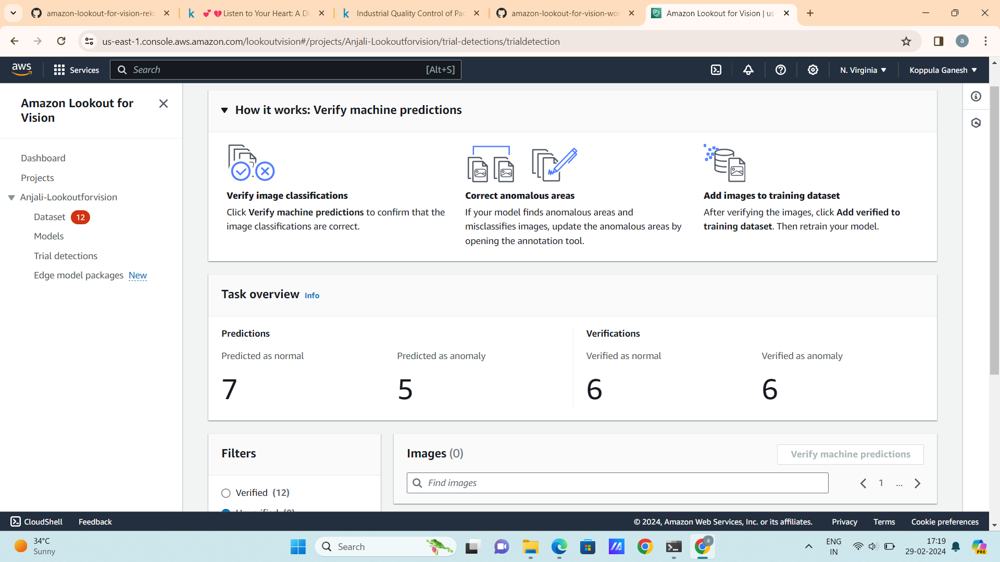 amazon-lookout-for-vision-rek
💕 💔 Listen to Your Heart: A Di
Industrial Quality Control of Pac
amazon-lookout-for-vision-wor
Amazon Lookout for Vision | us-
us-east-1.console.aws.amazon.com/lookoutvision#/projects/Anjali-Lookoutforvision/trial-detections/trialdetection
a
aws
Services
Search
[Alt+S]
N. Virginia
Koppula Ganesh
Amazon Lookout for
Vision
Dashboard
Projects
Anjali-Lookoutforvision
Dataset 12
Models
Trial detections
Edge model packages New
How it works: Verify machine predictions
Verify image classifications
Click Verify machine predictions to confirm that the
image classifications are correct.
Correct anomalous areas
If your model finds anomalous areas and
misclassifies images, update the anomalous areas by
opening the annotation tool.
Add images to training dataset
After verifying the images, click Add verified to
training dataset. Then retrain your model.
Task overview Info
Predictions
Predicted as normal
7
Predicted as anomaly
5
Verifications
Verified as normal
6
Verified as anomaly
6
Filters
Verified (12)
Images (0)
Verify machine predictions
Find images
1 ...
CloudShell
Feedback
© 2024, Amazon Web Services, Inc. or its affiliates.
Privacy
Terms
Cookie preferences
34°C
Sunny
Search
a
ENG
IN
17:19
29-02-2024
PRE